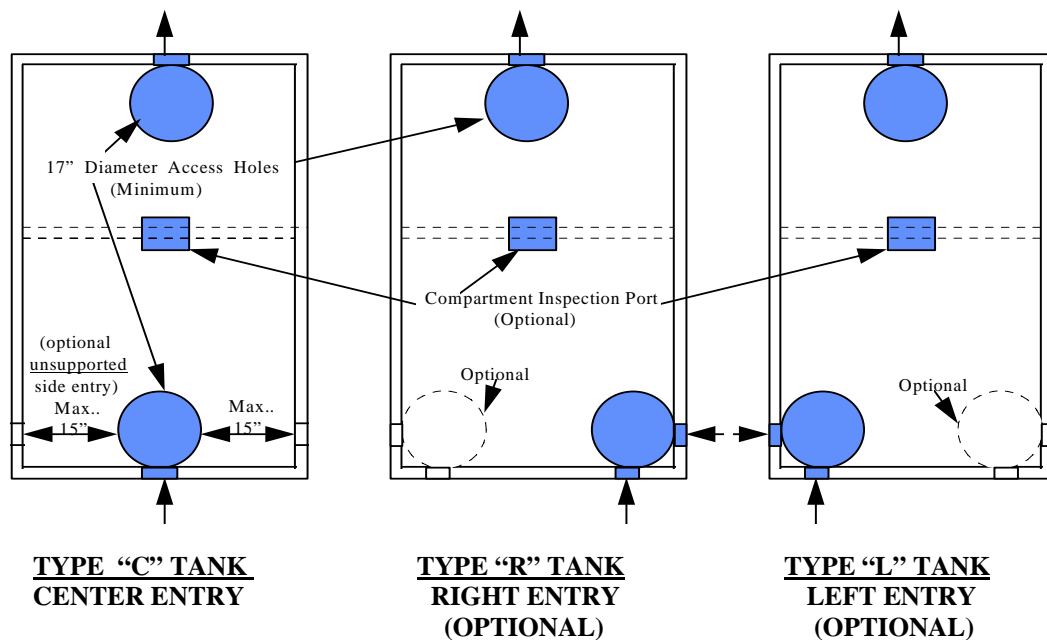 17” Diameter Access Holes
(Minimum)
Compartment Inspection Port
(Optional)
(optional
unsupported
side entry)
Max..
15”
Max..
15”
Optional
Optional
TYPE “C” TANK
CENTER ENTRY
TYPE “R” TANK
RIGHT ENTRY
(OPTIONAL)
TYPE “L” TANK
LEFT ENTRY
(OPTIONAL)